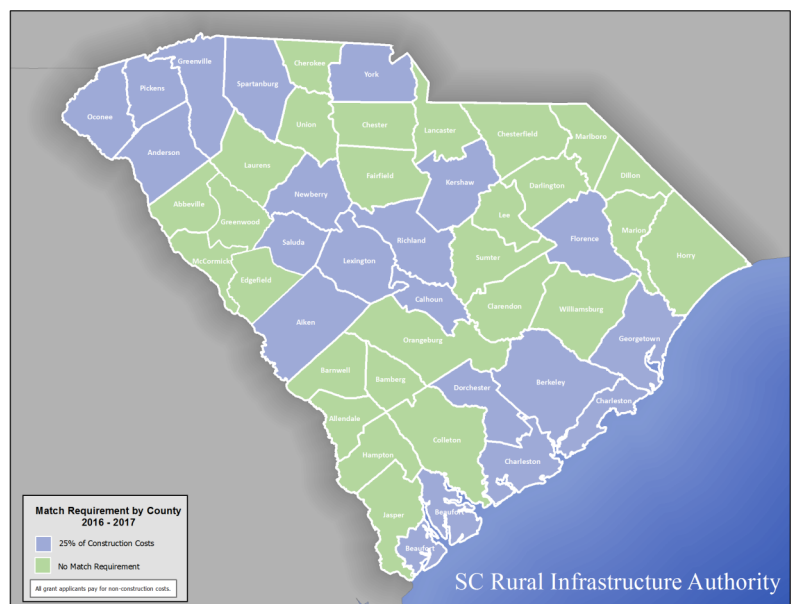 Cherokee
Greenville
York
Pickens
Spartanburg
Oconee
Union
Chester
Lancaster
Chesterfield
Marlboro
Anderson
Laurens
Fairfield
Dillon
Newberry
Kershaw
Darlington
Abbeville
Lee
Greenwood
Marion
Saluda
Richland
Florence
Horry
McCormick
Lexington
Sumter
Edgefield
Calhoun
Clarendon
Williamsburg
Aiken
Orangeburg
Georgetown
Barnwell
Bamberg
Dorchester
Berkeley
Charleston
Allendale
Colleton
Hampton
Charleston
Jasper
Beaufort
Beaufort
Match Requirement by County
2016 - 2017
25% of Construction Costs
No Match Requirement
All grant applicants pay for non-construction costs.
SC Rural Infrastructure Authority